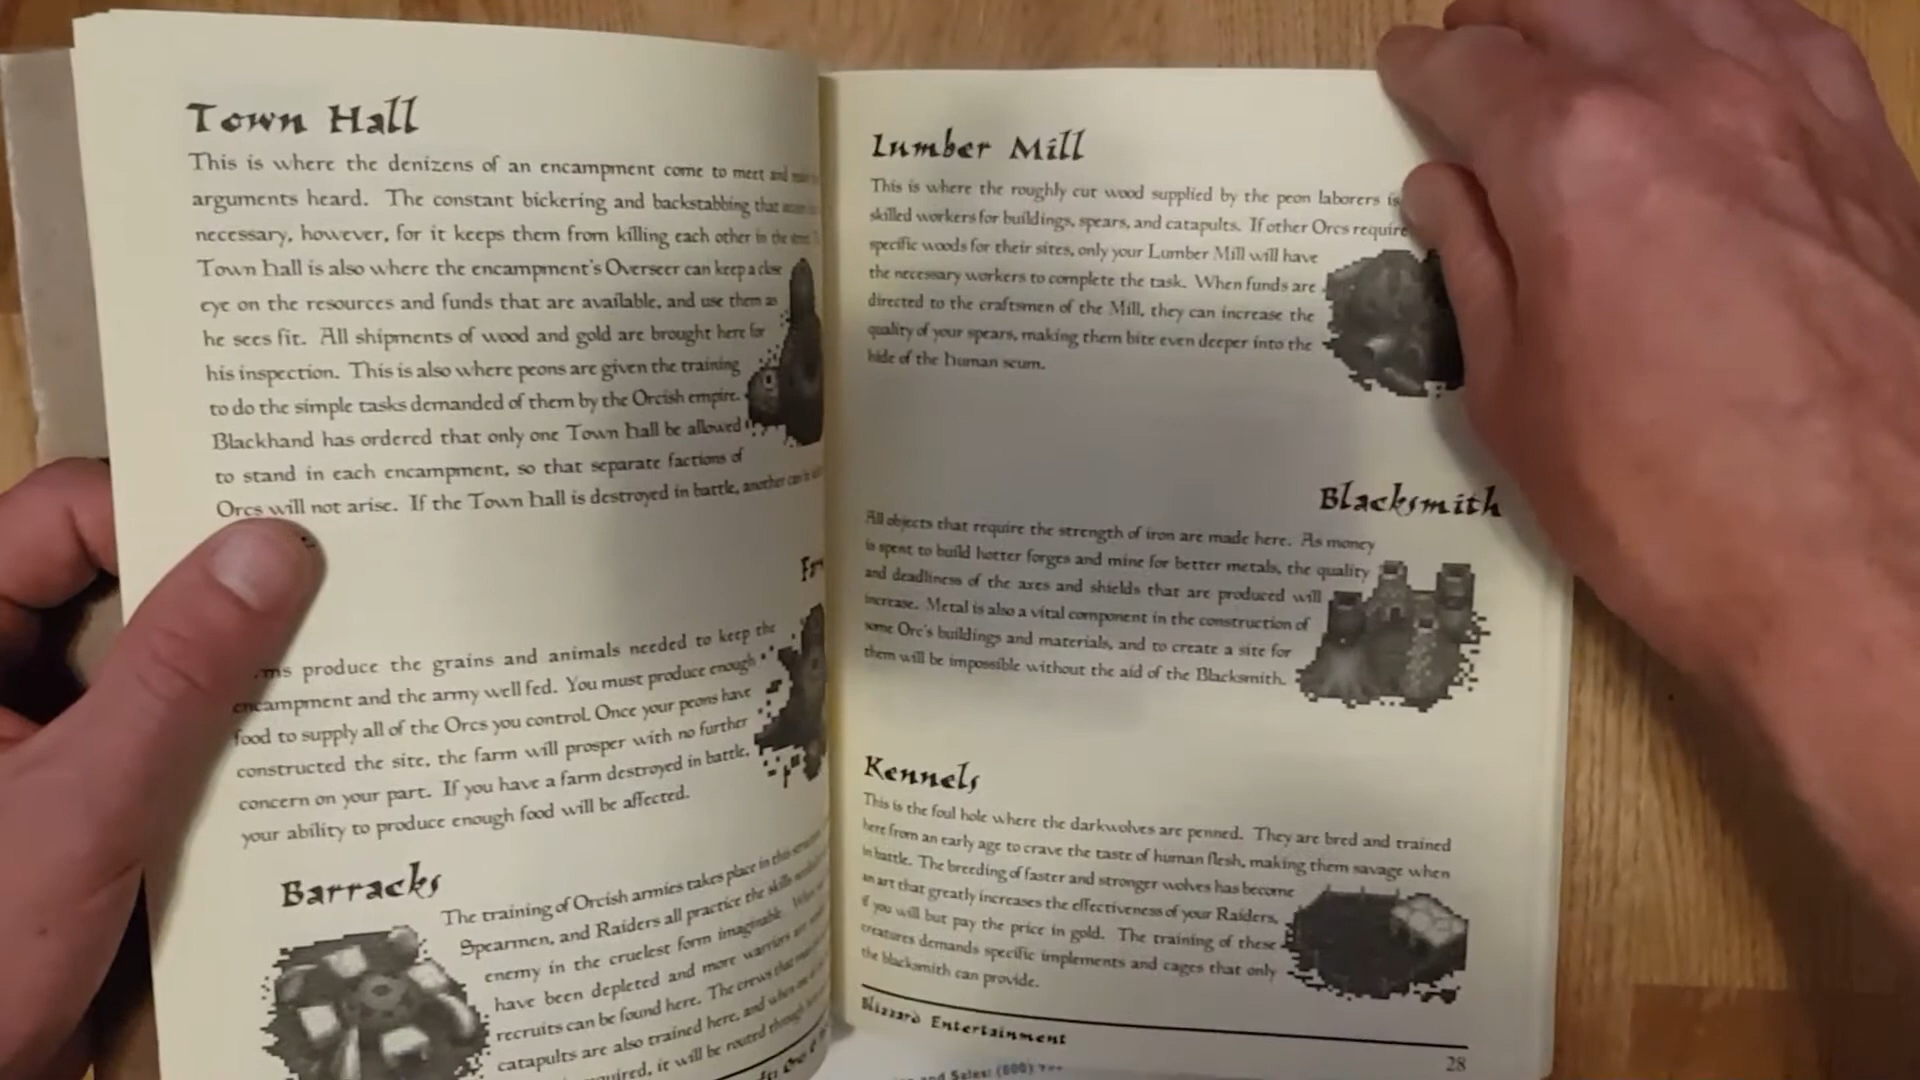 Town Hall
This is where the denizens of an encampment come to meet and
arguments heard. The constant bickering and backstabbing that
necessary, however, for it keeps them from killing each other in the
Town hall is also where the encampment's Overseer can keep a close
eye on the resources and funds that are available, and use them as
he sees fit. All shipments of wood and gold are brought here for
his inspection. This is also where peons are given the training
to do the simple tasks demanded of them by the Orcish empire.
Blackhand has ordered that only one Town hall be allowed
to stand in each encampment, so that separate factions of
Orcs will not arise. If the Town hall is destroyed in battle, another can
produce the grains and animals needed to keep the
encampment and the army well fed. You must produce enough
food to supply all of the Orcs you control. Once your peons have
constructed the site, the farm will prosper with no further
concern on your part. If you have a farm destroyed in battle,
your ability to produce enough food will be affected.
Barracks
The training of Orcish armies takes place in this
Spearmen, and Raiders all practice the skills
enemy in the cruelest form imaginable.
have been depleted and more warriors are
recruits can be found here. The crews that
catapults are also trained here, and when
it will be routed through
Lumber Mill
This is where the roughly cut wood supplied by the peon laborers is
skilled workers for buildings, spears, and catapults. If other Orcs require
specific woods for their sites, only your Lumber Mill will have
the necessary workers to complete the task. When funds are
directed to the craftsmen of the Mill, they can increase the
quality of your spears, making them bite even deeper into the
hide of the human scum.
Blacksmith
All objects that require the strength of iron are made here. As money
is spent to build hotter forges and mine for better metals, the quality
and deadliness of the axes and shields that are produced will
increase. Metal is also a vital component in the construction of
some Orc's buildings and materials, and to create a site for
them will be impossible without the aid of the Blacksmith.
Kennels
This is the foul hole where the darkwolves are penned. They are bred and trained
here from an early age to crave the taste of human flesh, making them savage when
in battle. The breeding of faster and stronger wolves has become
an art that greatly increases the effectiveness of your Raiders,
if you will but pay the price in gold. The training of these
creatures demands specific implements and cages that only
the blacksmith can provide.
Blizzard Entertainment
28
and Sales: (800)